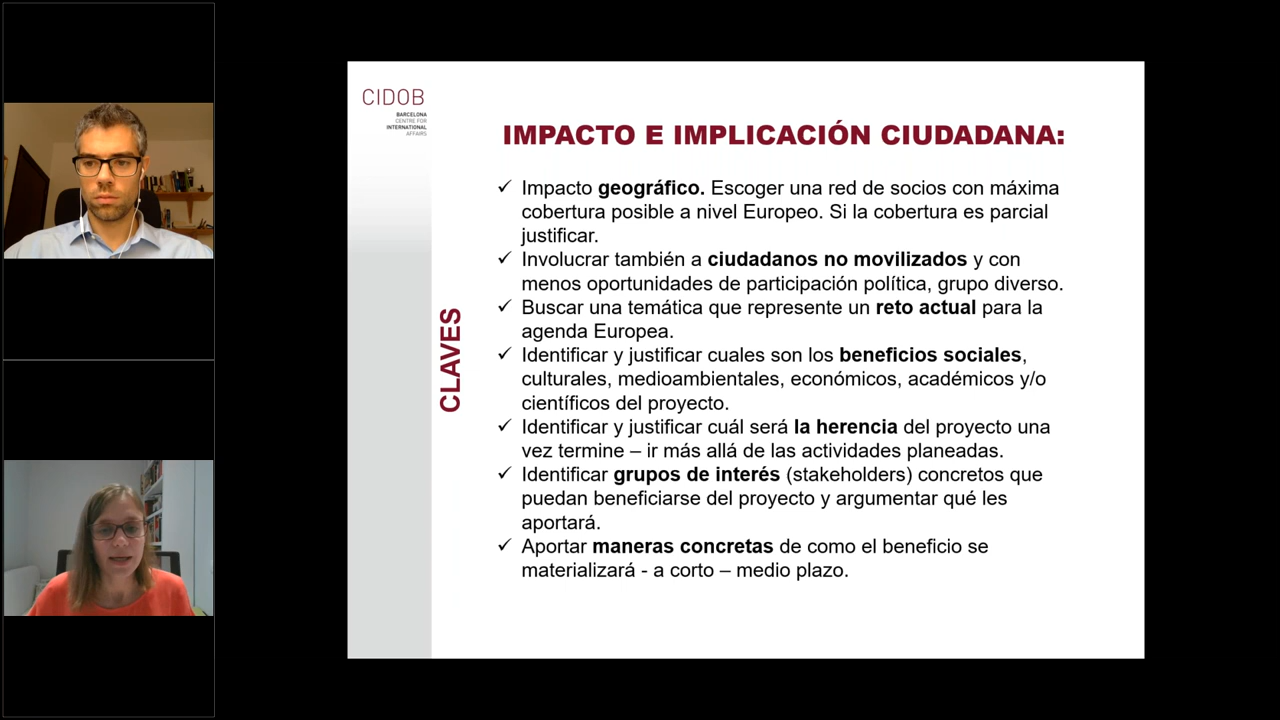 CIDOB
BARCELONA
CENTRE FOR
INTERNATIONAL
AFFAIRS
IMPACTO E IMPLICACIÓN CIUDADANA:
CLAVES
✓ Impacto geográfico. Escoger una red de socios con máxima
cobertura posible a nivel Europeo. Si la cobertura es parcial
justificar.
✓ Involucrar también a ciudadanos no movilizados y con
menos oportunidades de participación política, grupo diverso.
✓ Buscar una temática que represente un reto actual para la
agenda Europea.
✓ Identificar y justificar cuales son los beneficios sociales,
culturales, medioambientales, económicos, académicos y/o
científicos del proyecto.
✓ Identificar y justificar cuál será la herencia del proyecto una
vez termine – ir más allá de las actividades planeadas.
✓ Identificar grupos de interés (stakeholders) concretos que
puedan beneficiarse del proyecto y argumentar qué les
aportará.
✓ Aportar maneras concretas de como el beneficio se
materializará - a corto – medio plazo.